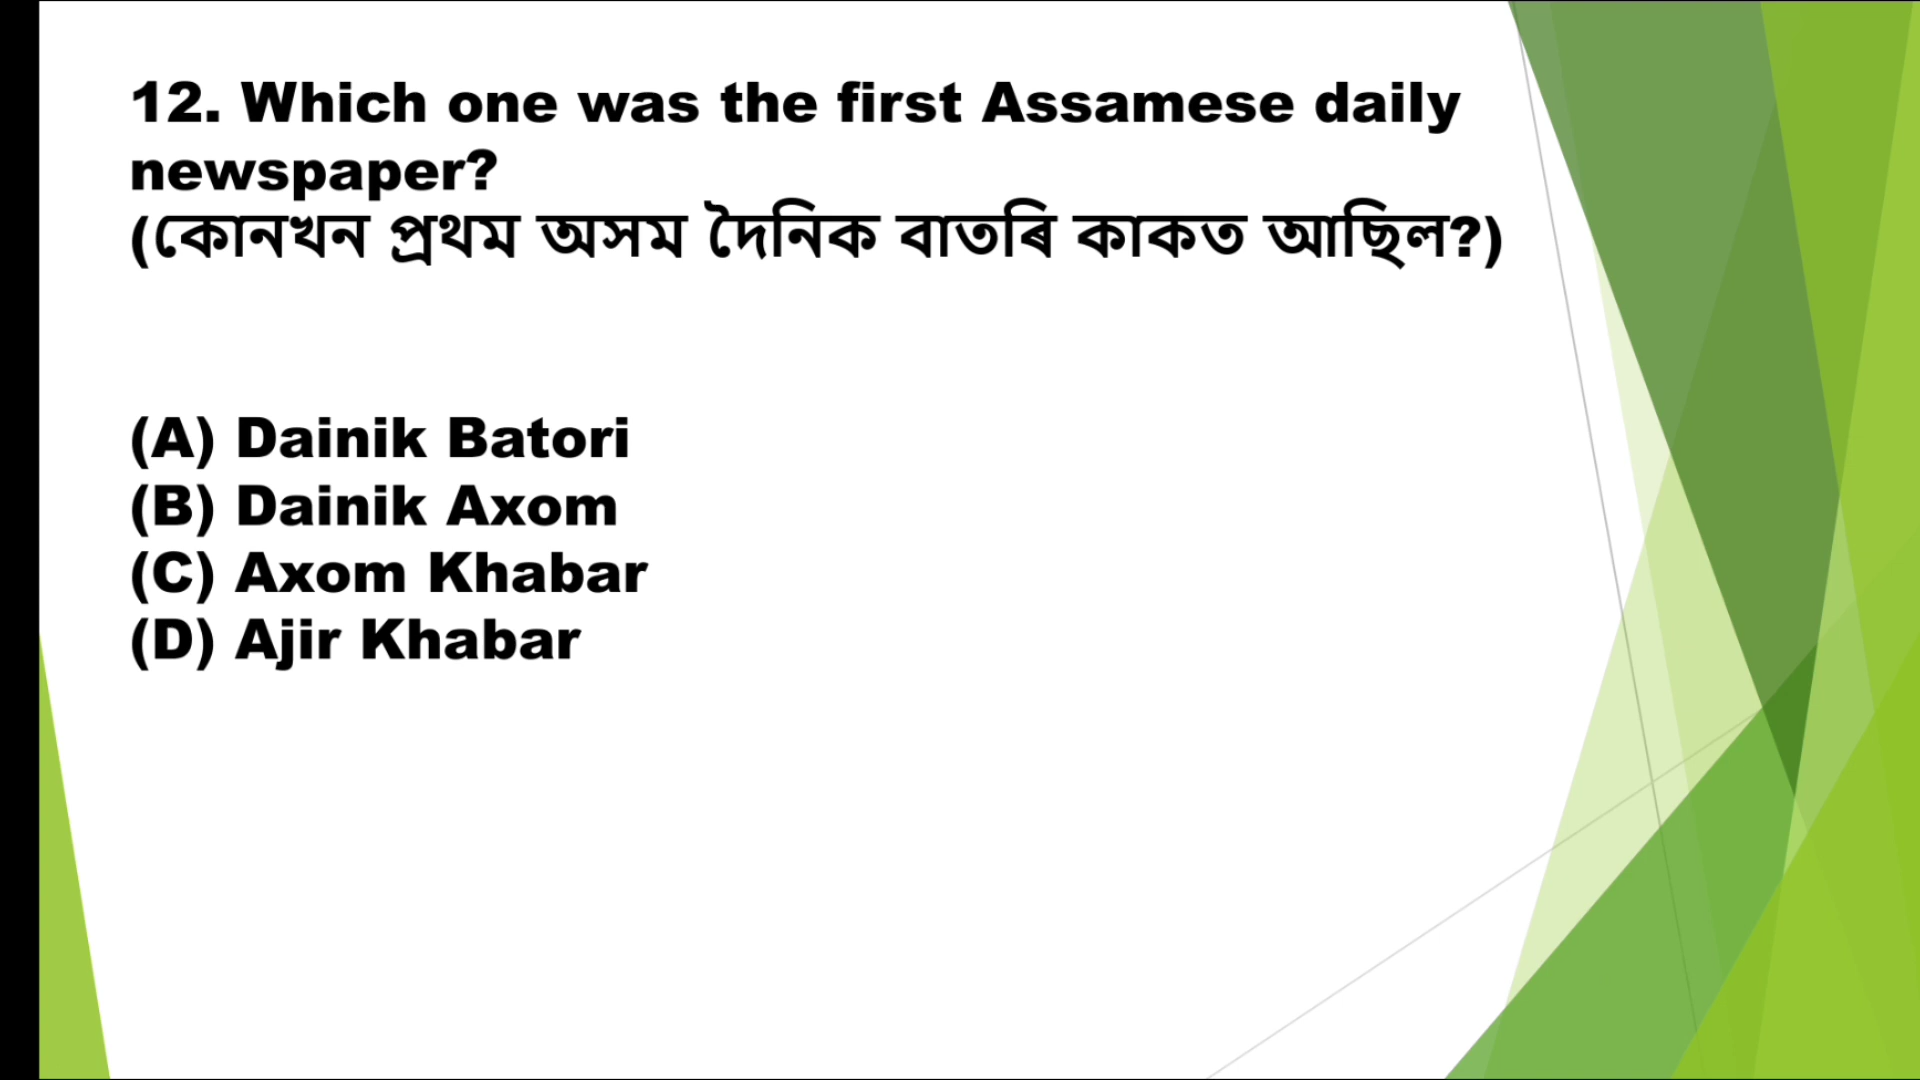 12. Which one was the first Assamese daily
newspaper?
(কোনখন প্ৰথম অসম দৈনিক বাতৰি কাকত আছিল?)
(A) Dainik Batori
(B) Dainik Axom
(C) Axom Khabar
(D) Ajir Khabar